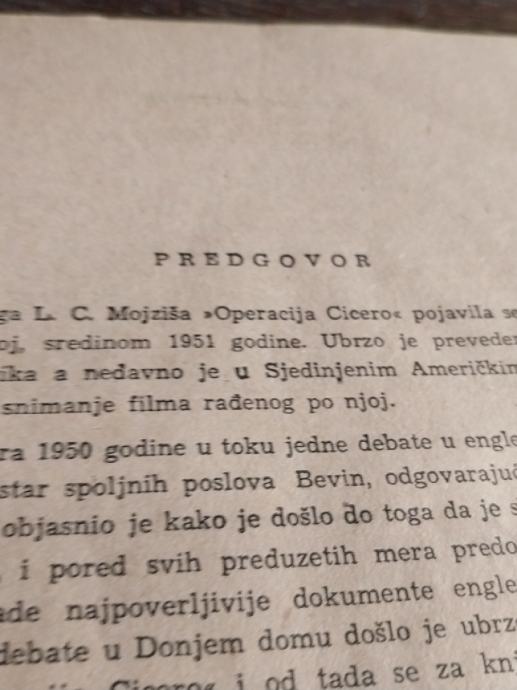 PREDGOVOR
ga L. C. Mojziša »Operacija Cicero« pojavila se
oj, sredinom 1951 godine. Ubrzo je preveden
ika a nedavno je u Sjedinjenim Američkim
snimanje filma rađenog po njoj.
ra 1950 godine u toku jedne debate u engle
star spoljnih poslova Bevin, odgovarajuć
objasnio je kako je došlo do toga da je s
, i pored svih preduzetih mera predo
ade najpoverljivije dokumente engle
debate u Donjem domu došlo je ubrzo
Cicero« i od tada se za knj